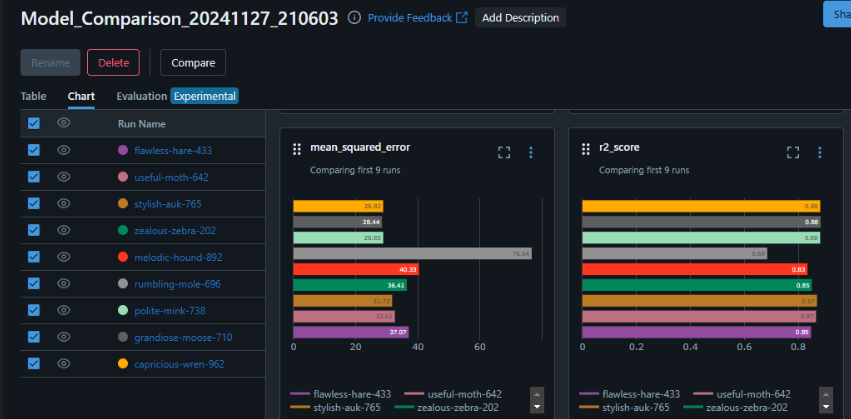 Model_Comparison_20241127_210603 Provide Feedback Add Description
Sha
Rename Delete Compare
Table Chart Evaluation Experimental
Run Name
flawless-hare-433
useful-moth-642
stylish-auk-765
zealous-zebra-202
melodic-hound-892
rumbling-mole-696
polite-mink-738
grandiose-moose-710
capricious-wren-962
mean_squared_error
Comparing first 9 runs
28.82
28.44
28.85
76.64
40.33
36.41
31.72
32.61
37.07
0 20 40 60
flawless-hare-433 useful-moth-642
stylish-auk-765 zealous-zebra-202
r2_score
Comparing first 9 runs
0.88
0.88
0.88
0.69
0.83
0.85
0.87
0.87
0.85
0 0.2 0.4 0.6 0.8
flawless-hare-433 useful-moth-642
stylish-auk-765 zealous-zebra-202